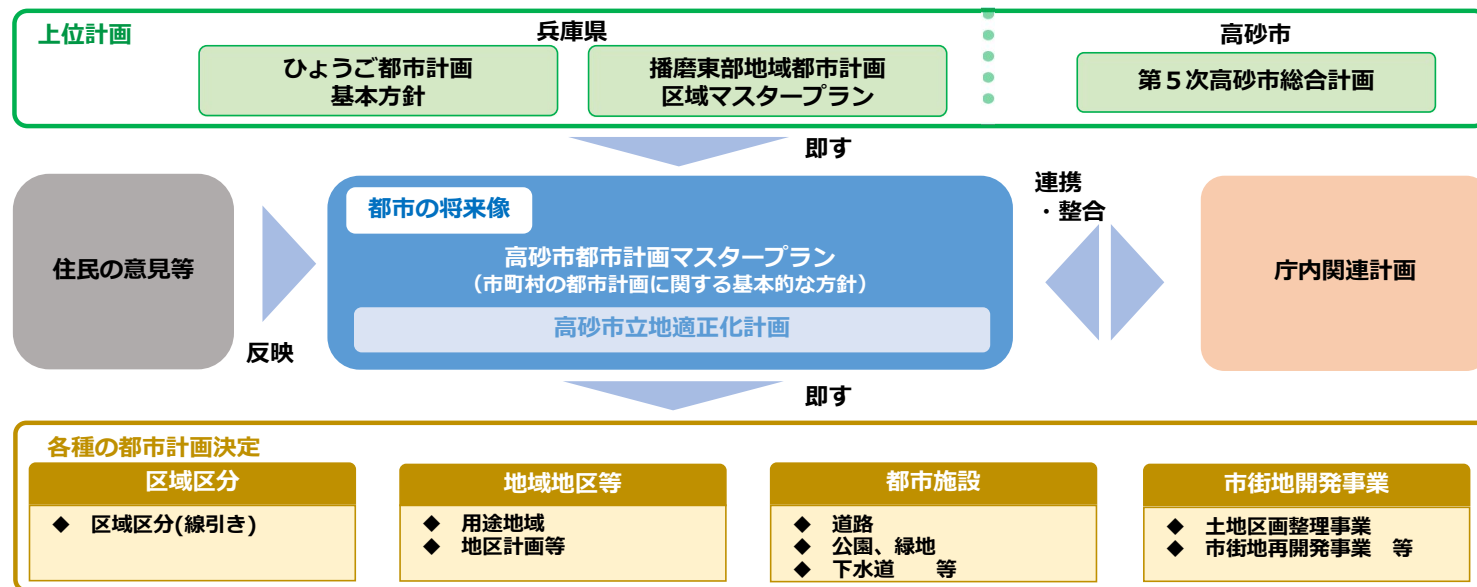 上位計画
兵庫県
高砂市
ひょうご都市計画
基本方針
播磨東部地域都市計画
区域マスタープラン
第５次高砂市総合計画
即す
住民の意見等
反映
都市の将来像
高砂市都市計画マスタープラン
（市町村の都市計画に関する基本的な方針）
高砂市立地適正化計画
連携
・整合
庁内関連計画
即す
各種の都市計画決定
区域区分
◆ 区域区分(線引き)
地域地区等
◆ 用途地域
◆ 地区計画等
都市施設
◆ 道路
◆ 公園、緑地
◆ 下水道　等
市街地開発事業
◆ 土地区画整理事業
◆ 市街地再開発事業　等